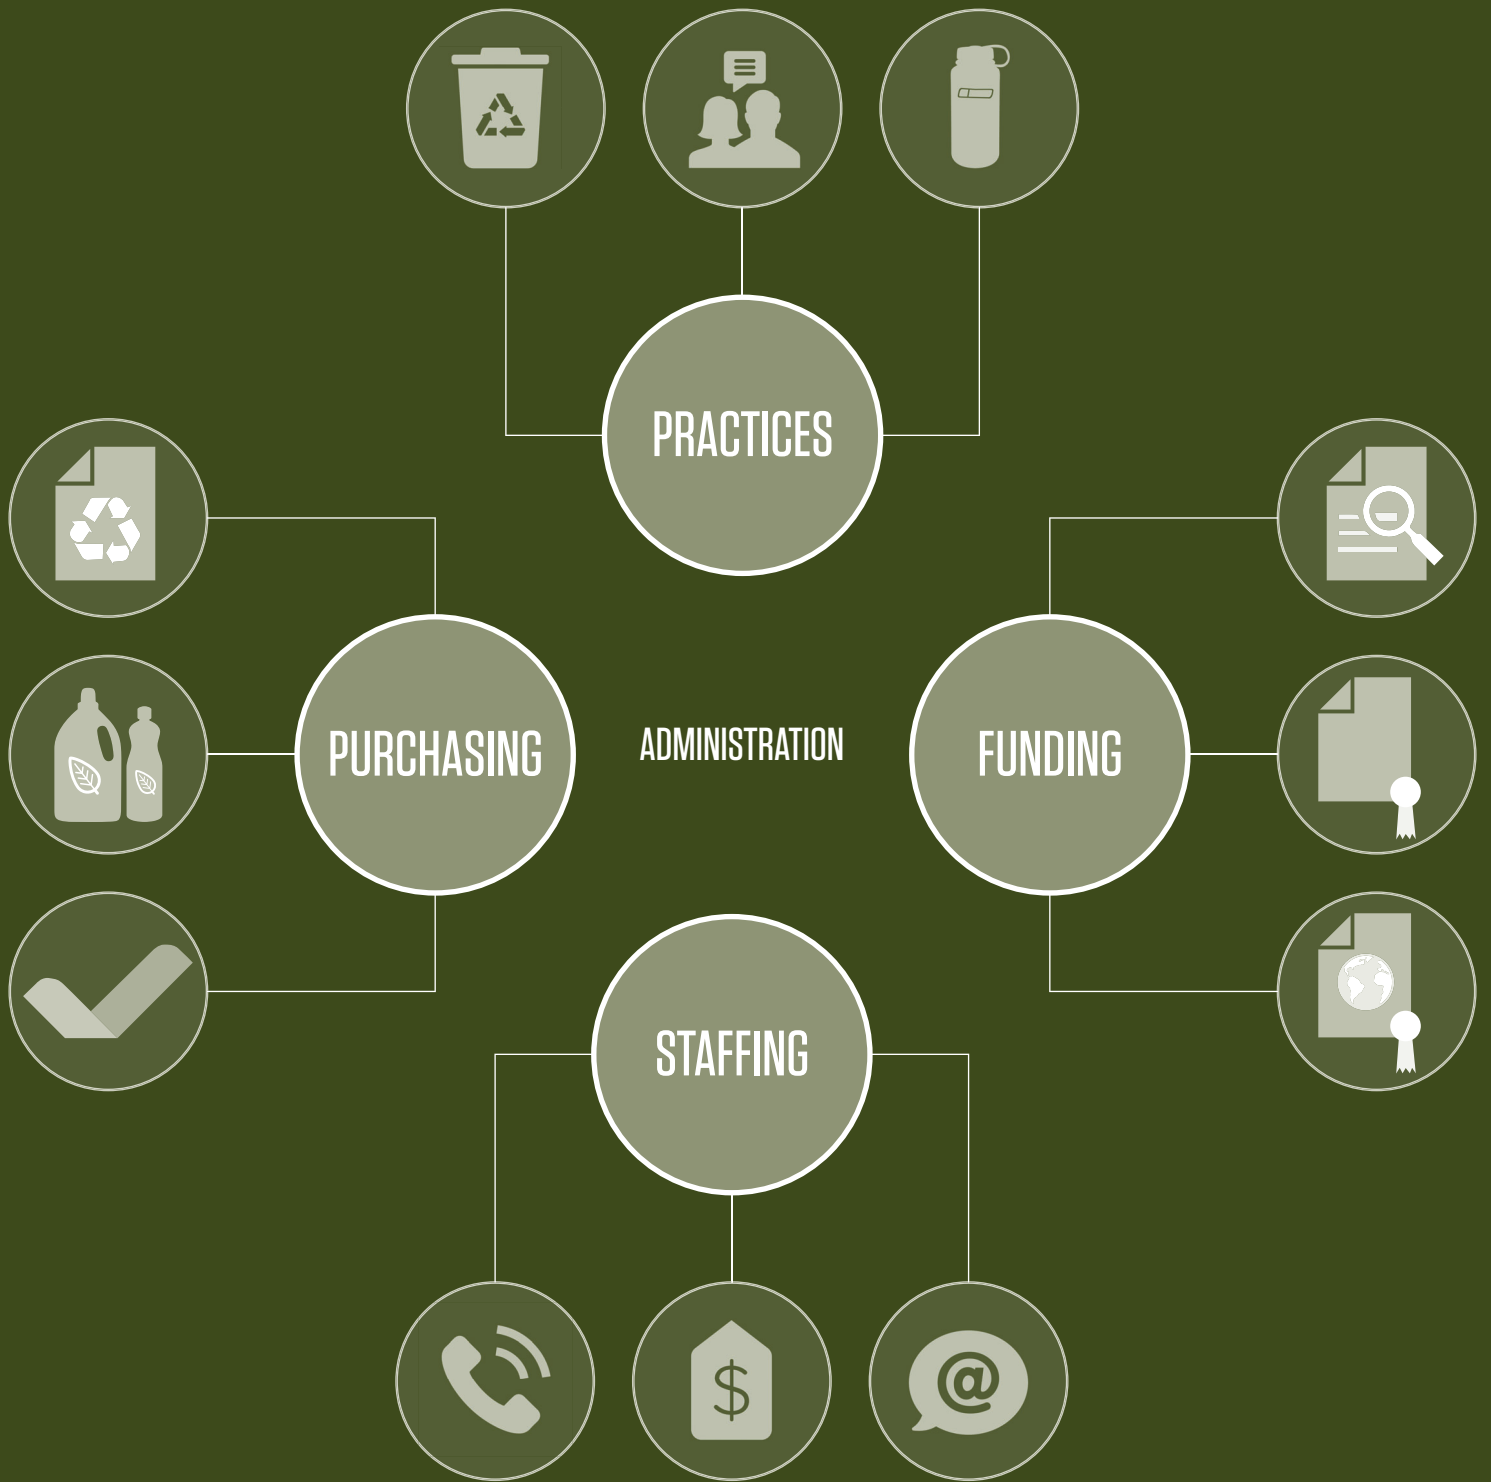 PRACTICES
PURCHASING
ADMINISTRATION
FUNDING
STAFFING
$
@